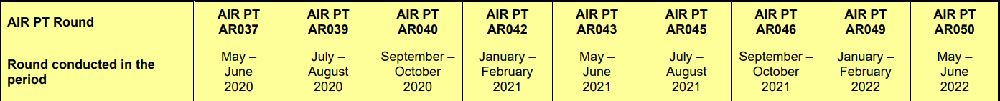 AIR PT Round
AIR PT
AR037
AIR PT
AR039
AIR PT
AR040
AIR PT
AR042
AIR PT
AR043
AIR PT
AR045
AIR PT
AR046
AIR PT
AR049
AIR PT
AR050
Round conducted in the
period
May –
June
2020
July –
August
2020
September –
October
2020
January –
February
2021
May –
June
2021
July –
August
2021
September –
October
2021
January –
February
2022
May –
June
2022